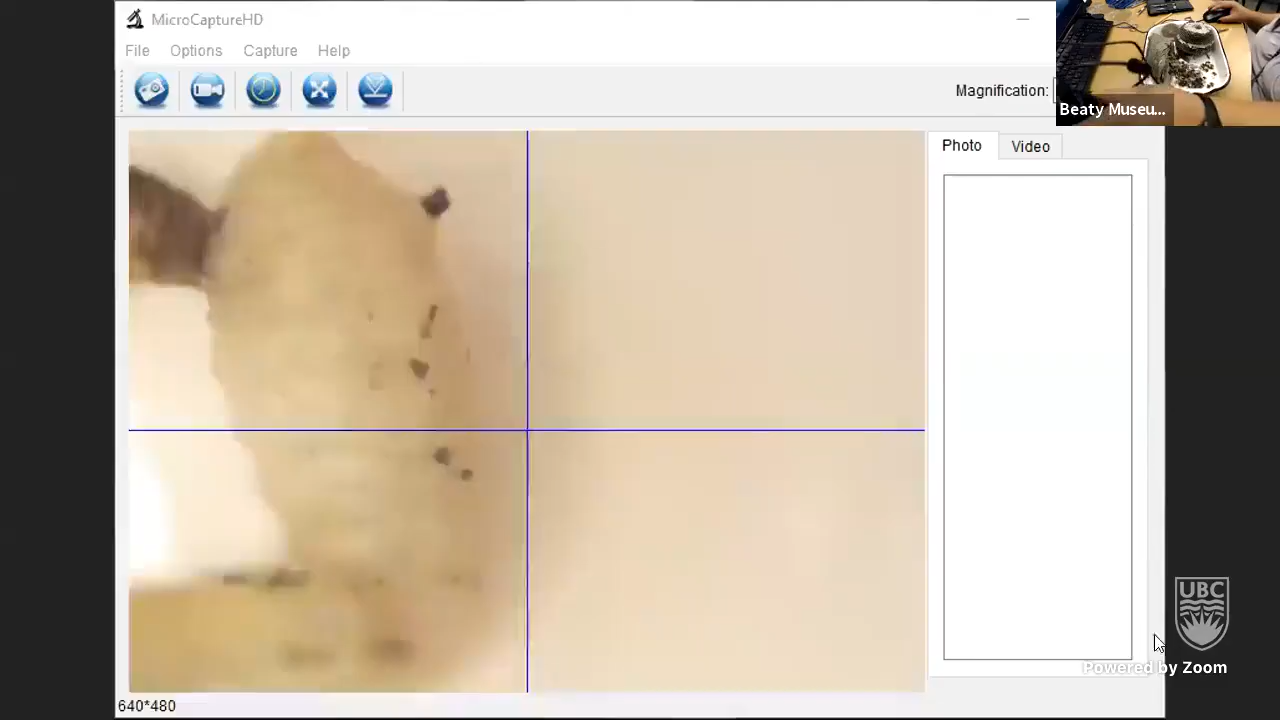 MicroCaptureHD
File Options Capture Help
Magnification:
Beaty Museu...
Photo Video
UBC
Powered by Zoom
640*480